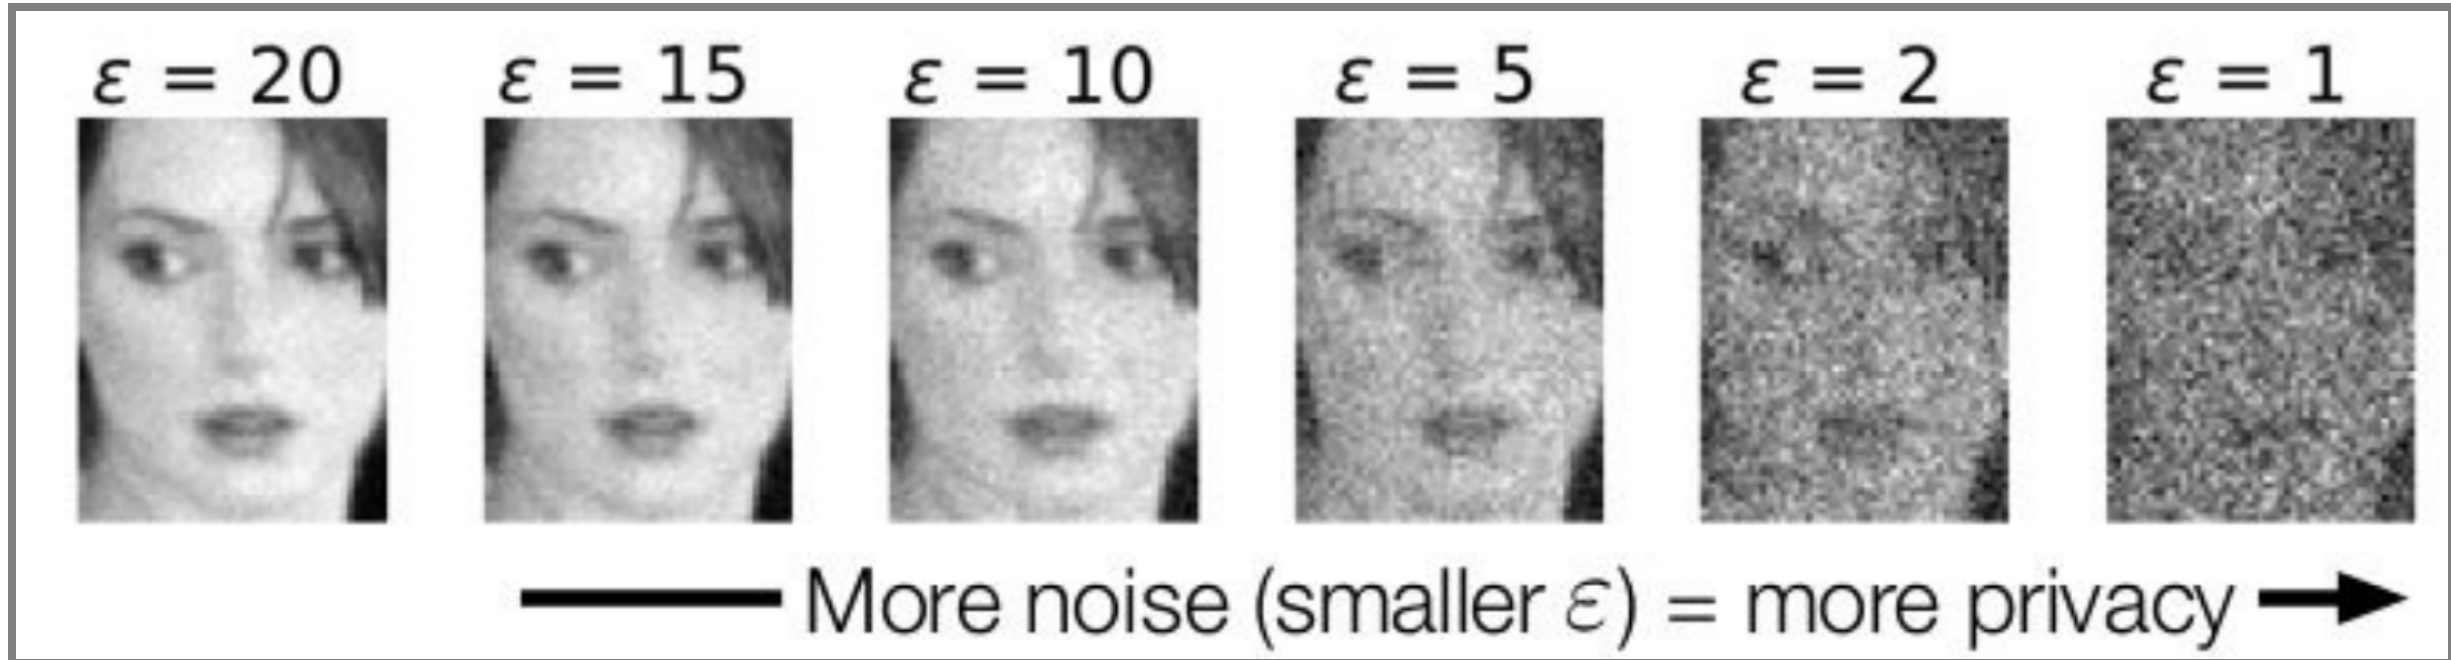 ε = 20 ε = 15 ε = 10 ε = 5 ε = 2 ε = 1
More noise (smaller ε) = more privacy